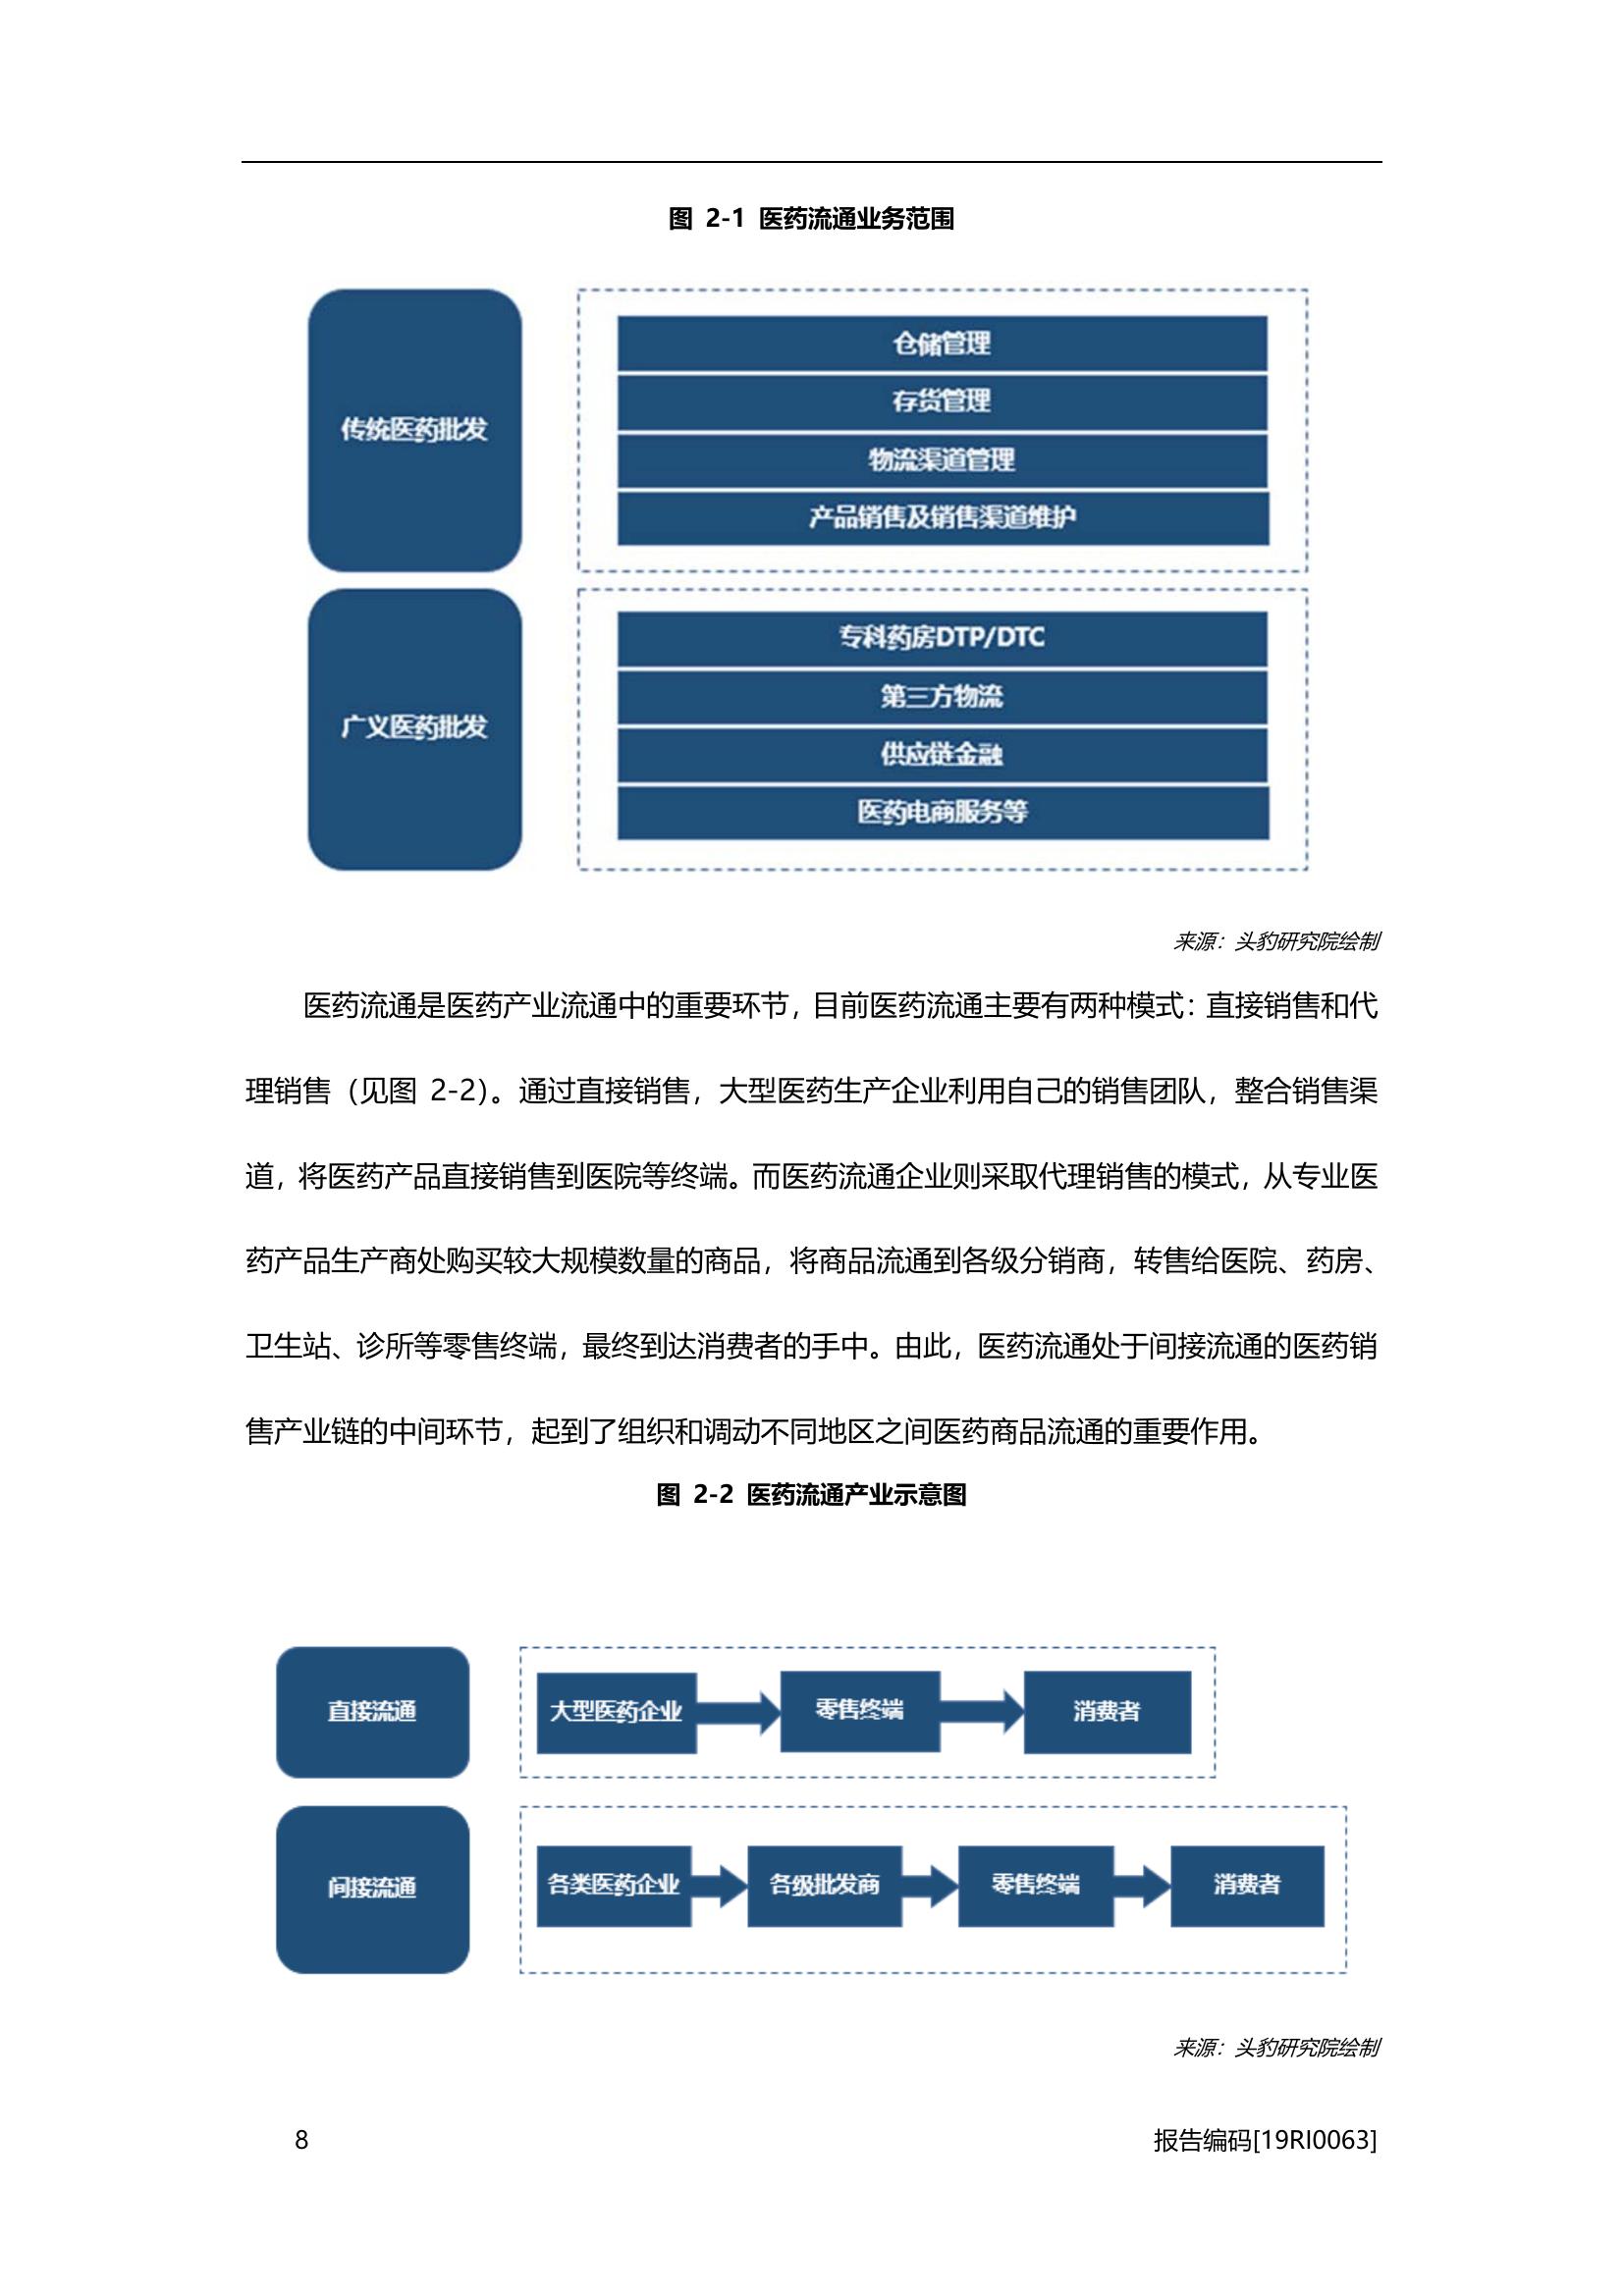 图 2-1 医药流通业务范围
传统医药批发
仓储管理
存货管理
物流渠道管理
产品销售及销售渠道维护
广义医药批发
专科药房DTP/DTC
第三方物流
供应链金融
医药电商服务等
来源：头豹研究院绘制
医药流通是医药产业流通中的重要环节，目前医药流通主要有两种模式：直接销售和代
理销售（见图 2-2）。通过直接销售，大型医药生产企业利用自己的销售团队，整合销售渠
道，将医药产品直接销售到医院等终端。而医药流通企业则采取代理销售的模式，从专业医
药产品生产商处购买较大规模数量的商品，将商品流通到各级分销商，转售给医院、药房、
卫生站、诊所等零售终端，最终到达消费者的手中。由此，医药流通处于间接流通的医药销
售产业链的中间环节，起到了组织和调动不同地区之间医药商品流通的重要作用。
图 2-2 医药流通产业示意图
直接流通
大型医药企业
零售终端
消费者
间接流通
各类医药企业
各级批发商
零售终端
消费者
来源：头豹研究院绘制
8
报告编码[19RI0063]